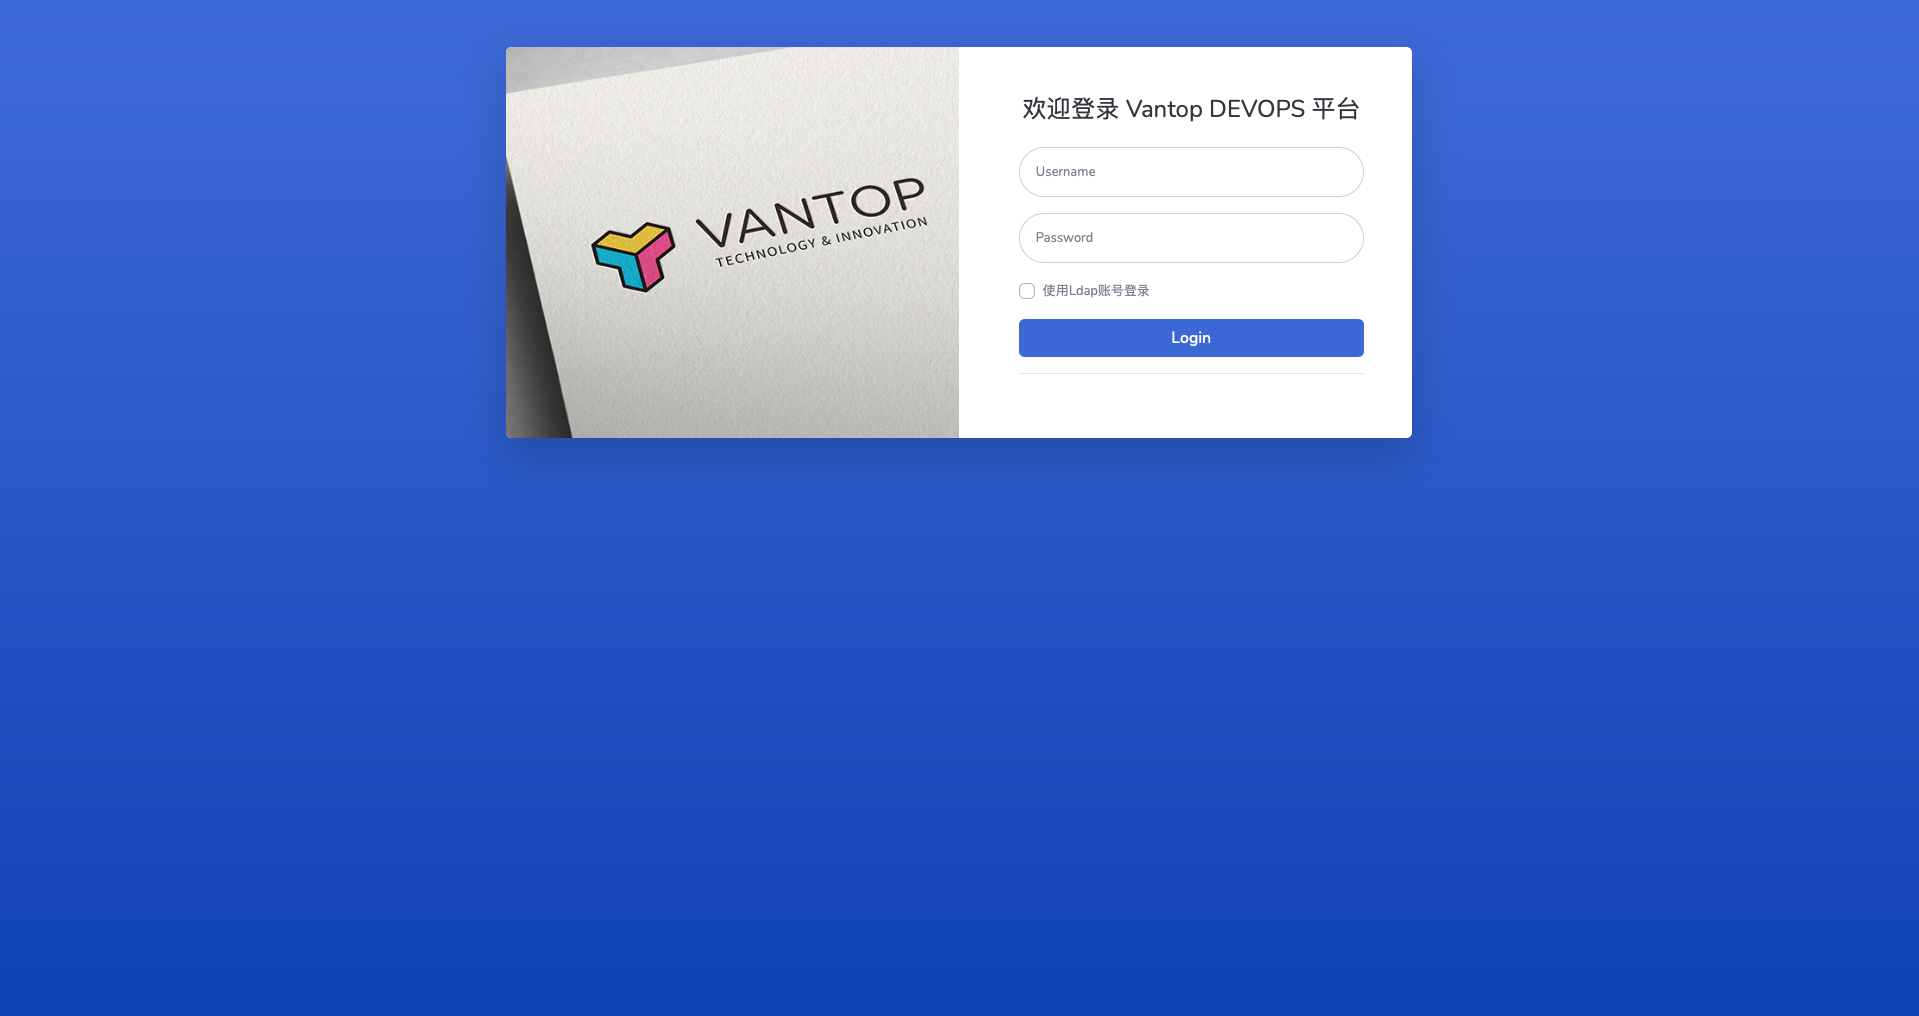 VANTOP
TECHNOLOGY & INNOVATION
欢迎登录 Vantop DEVOPS 平台
Username
Password
使用Ldap账号登录
Login